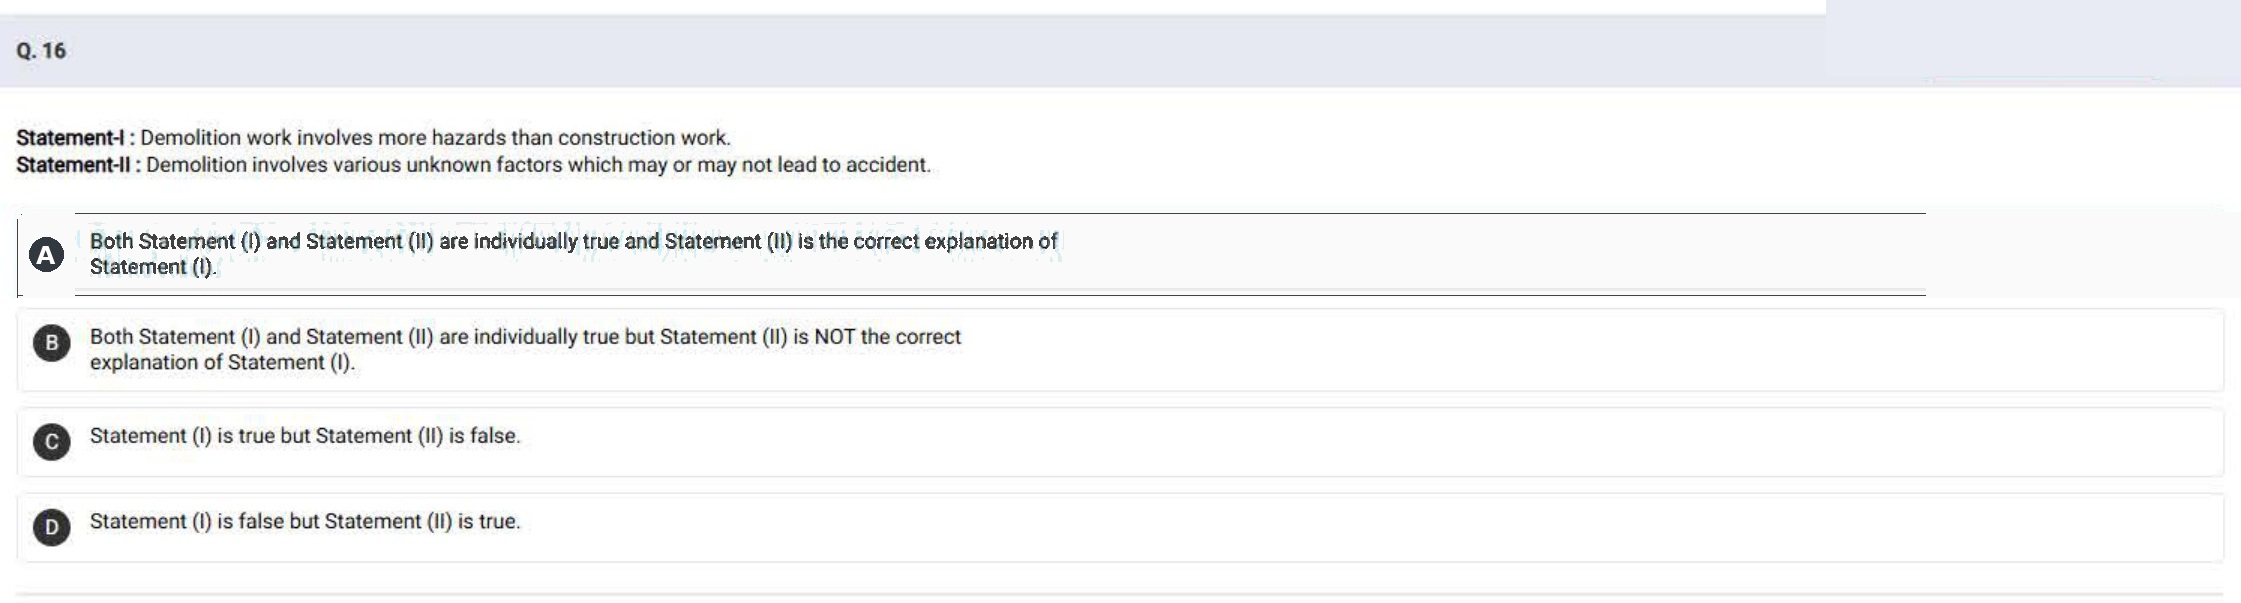 Q. 16
Statement-I : Demolition work involves more hazards than construction work.
Statement-II : Demolition involves various unknown factors which may or may not lead to accident.
A
Both Statement (I) and Statement (II) are individually true and Statement (II) is the correct explanation of
Statement (I).
B
Both Statement (I) and Statement (II) are individually true but Statement (II) is NOT the correct
explanation of Statement (I).
C
Statement (I) is true but Statement (II) is false.
D
Statement (I) is false but Statement (II) is true.